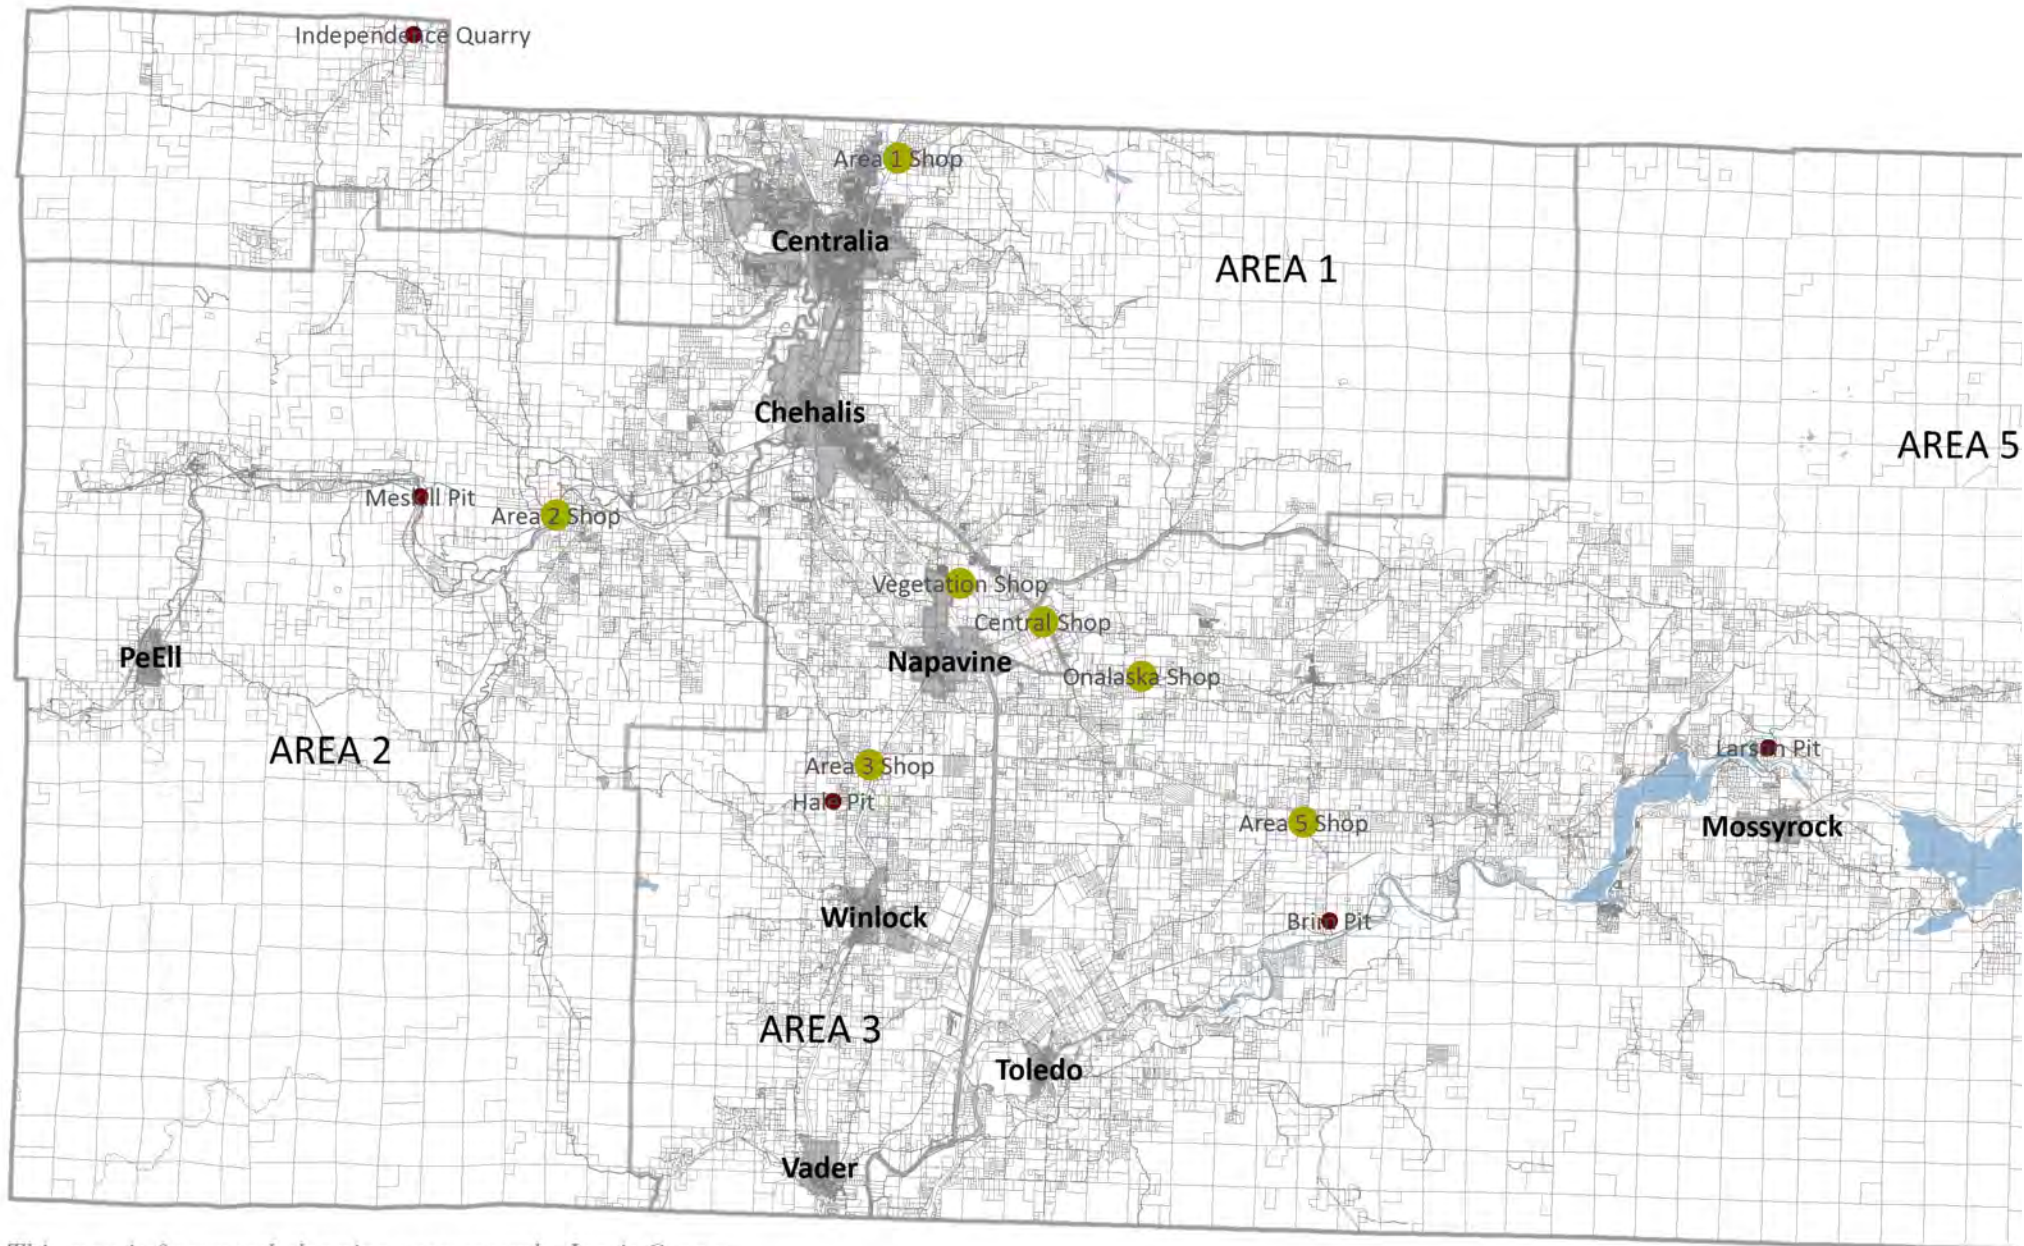 Independence Quarry
Area 1 Shop
Centralia
AREA 1
Chehalis
AREA 5
Meskill Pit
Area 2 Shop
Vegetation Shop
Central Shop
PeEll
Napavine
Onalaska Shop
AREA 2
Larson Pit
Area 3 Shop
Hale Pit
Area 5 Shop
Mossyrock
Winlock
Brim Pit
AREA 3
Toledo
Vader